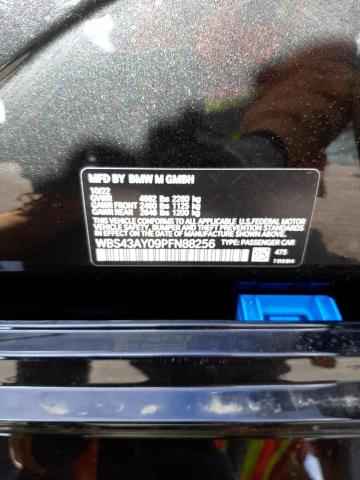 MFD BY BMW M GMBH
10/22
GVWR 4982 lbs 2260 kg
GAWR FRONT 2480 lbs 1125 kg
GAWR REAR 2646 lbs 1200 kg
THIS VEHICLE CONFORMS TO ALL APPLICABLE U.S.FEDERAL MOTOR
VEHICLE SAFETY, BUMPER, AND THEFT PREVENTION STANDARDS
IN EFFECT ON THE DATE OF MANUFACTURE SHOWN ABOVE.
WBS43AY09PFN88256 TYPE: PASSENGER CAR
475